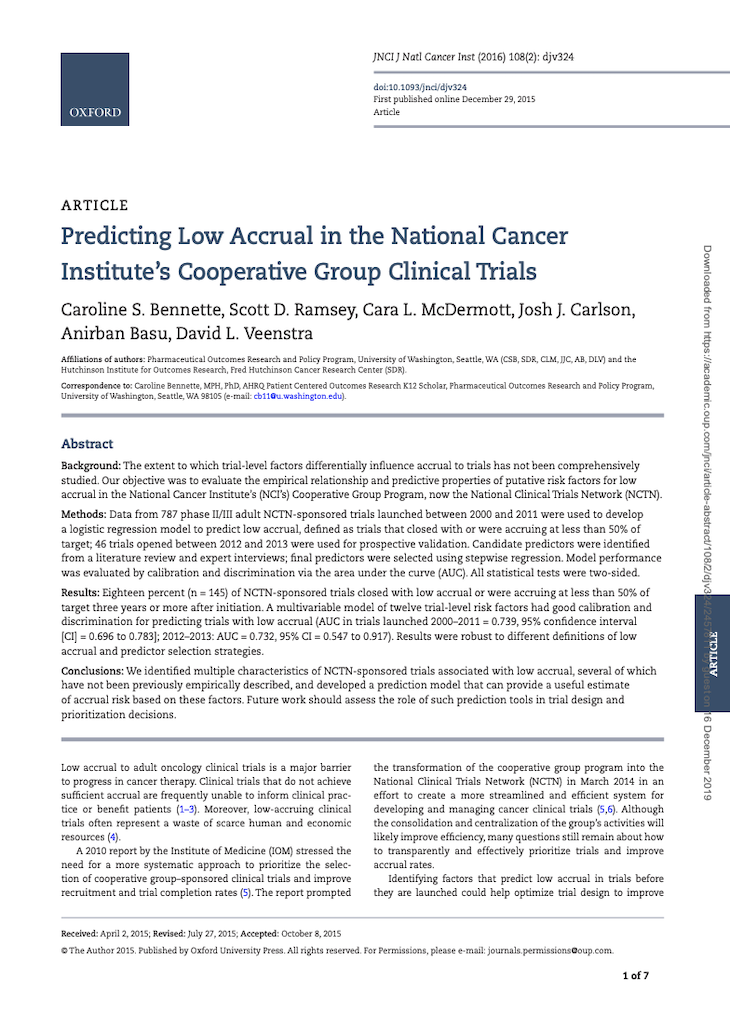 OXFORD
JNCI J Natl Cancer Inst (2016) 108(2): djv324
doi:10.1093/jnci/djv324
First published online December 29, 2015
Article
ARTICLE
Predicting Low Accrual in the National Cancer
Institute's Cooperative Group Clinical Trials
Caroline S. Bennette, Scott D. Ramsey, Cara L. McDermott, Josh J. Carlson,
Anirban Basu, David L. Veenstra
Affiliations of authors: Pharmaceutical Outcomes Research and Policy Program, University of Washington, Seattle, WA (CSB, SDR, CLM, JJC, AB, DLV) and the
Hutchinson Institute for Outcomes Research, Fred Hutchinson Cancer Research Center (SDR).
Correspondence to: Caroline Bennette, MPH, PhD, AHRQ Patient Centered Outcomes Research K12 Scholar, Pharmaceutical Outcomes Research and Policy Program,
University of Washington, Seattle, WA 98105 (e-mail: cb11@u.washington.edu).
Abstract
Background: The extent to which trial-level factors differentially influence accrual to trials has not been comprehensively
studied. Our objective was to evaluate the empirical relationship and predictive properties of putative risk factors for low
accrual in the National Cancer Institute's (NCI's) Cooperative Group Program, now the National Clinical Trials Network (NCTN).
Methods: Data from 787 phase II/III adult NCTN-sponsored trials launched between 2000 and 2011 were used to develop
a logistic regression model to predict low accrual, defined as trials that closed with or were accruing at less than 50% of
target; 46 trials opened between 2012 and 2013 were used for prospective validation. Candidate predictors were identified
from a literature review and expert interviews; final predictors were selected using stepwise regression. Model performance
was evaluated by calibration and discrimination via the area under the curve (AUC). All statistical tests were two-sided.
Results: Eighteen percent (n = 145) of NCTN-sponsored trials closed with low accrual or were accruing at less than 50% of
target three years or more after initiation. A multivariable model of twelve trial-level risk factors had good calibration and
discrimination for predicting trials with low accrual (AUC in trials launched 2000–2011 = 0.739, 95% confidence interval
[CI] = 0.696 to 0.783]; 2012–2013: AUC = 0.732, 95% CI = 0.547 to 0.917). Results were robust to different definitions of low
accrual and predictor selection strategies.
Conclusions: We identified multiple characteristics of NCTN-sponsored trials associated with low accrual, several of which
have not been previously empirically described, and developed a prediction model that can provide a useful estimate
of accrual risk based on these factors. Future work should assess the role of such prediction tools in trial design and
prioritization decisions.
Low accrual to adult oncology clinical trials is a major barrier
to progress in cancer therapy. Clinical trials that do not achieve
sufficient accrual are frequently unable to inform clinical prac-
tice or benefit patients (1–3). Moreover, low-accruing clinical
trials often represent a waste of scarce human and economic
resources (4).
A 2010 report by the Institute of Medicine (IOM) stressed the
need for a more systematic approach to prioritize the selec-
tion of cooperative group–sponsored clinical trials and improve
recruitment and trial completion rates (5). The report prompted
the transformation of the cooperative group program into the
National Clinical Trials Network (NCTN) in March 2014 in an
effort to create a more streamlined and efficient system for
developing and managing cancer clinical trials (5,6). Although
the consolidation and centralization of the group's activities will
likely improve efficiency, many questions still remain about how
to transparently and effectively prioritize trials and improve
accrual rates.
Identifying factors that predict low accrual in trials before
they are launched could help optimize trial design to improve
Received: April 2, 2015; Revised: July 27, 2015; Accepted: October 8, 2015
© The Author 2015. Published by Oxford University Press. All rights reserved. For Permissions, please e-mail: journals.permissions@oup.com.
1 of 7
ARTICLE
Downloaded from https://academic.oup.com/jnci/article-abstract/108/2/djv324/ by guest on 16 December 2019